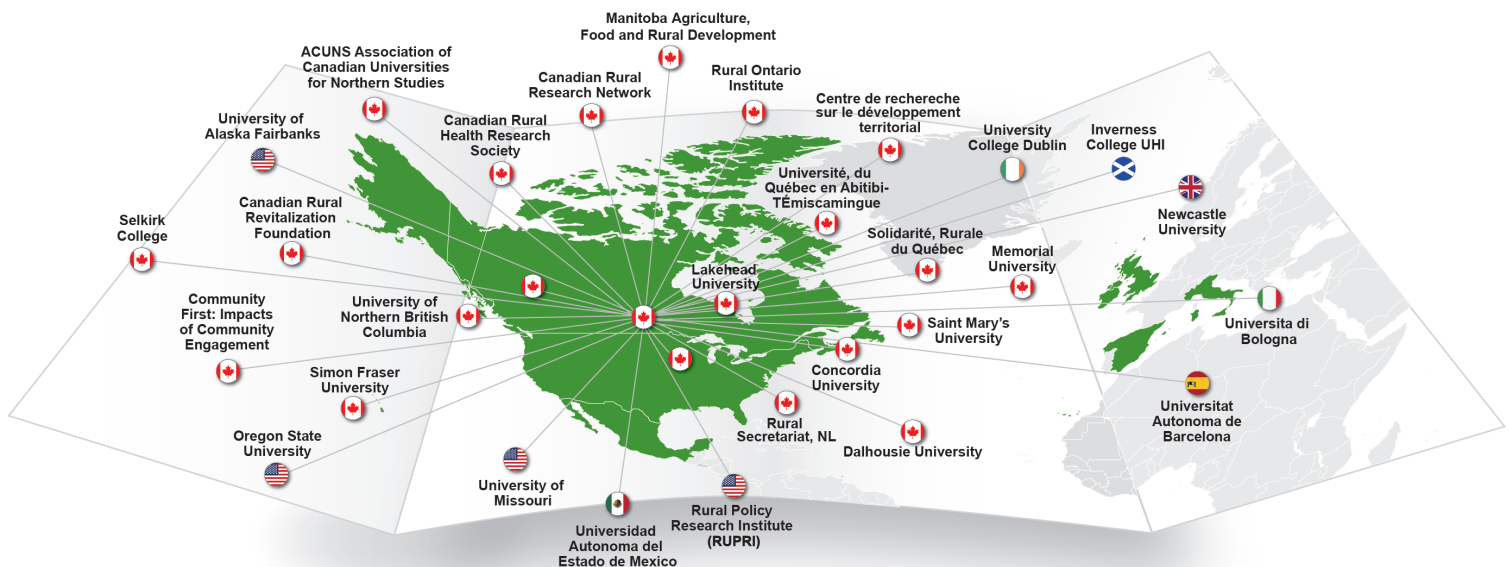 Manitoba Agriculture,
Food and Rural Development
ACUNS Association of
Canadian Universities
for Northern Studies
Canadian Rural
Research Network
Rural Ontario
Institute
Centre de rechereche
sur le développement
territorial
University of
Alaska Fairbanks
Canadian Rural
Health Research
Society
University
College Dublin
Inverness
College UHI
Université, du
Québec en Abitibi-
TÉmiscamingue
Newcastle
University
Selkirk
College
Canadian Rural
Revitalization
Foundation
Solidarité, Rurale
du Québec
Memorial
University
Lakehead
University
Community
First: Impacts
of Community
Engagement
University of
Northern British
Columbia
Saint Mary's
University
Universita di
Bologna
Simon Fraser
University
Concordia
University
Universitat
Autonoma de
Barcelona
Oregon State
University
Rural
Secretariat, NL
Dalhousie University
University of
Missouri
Rural Policy
Research Institute
(RUPRI)
Universidad
Autonoma del
Estado de Mexico